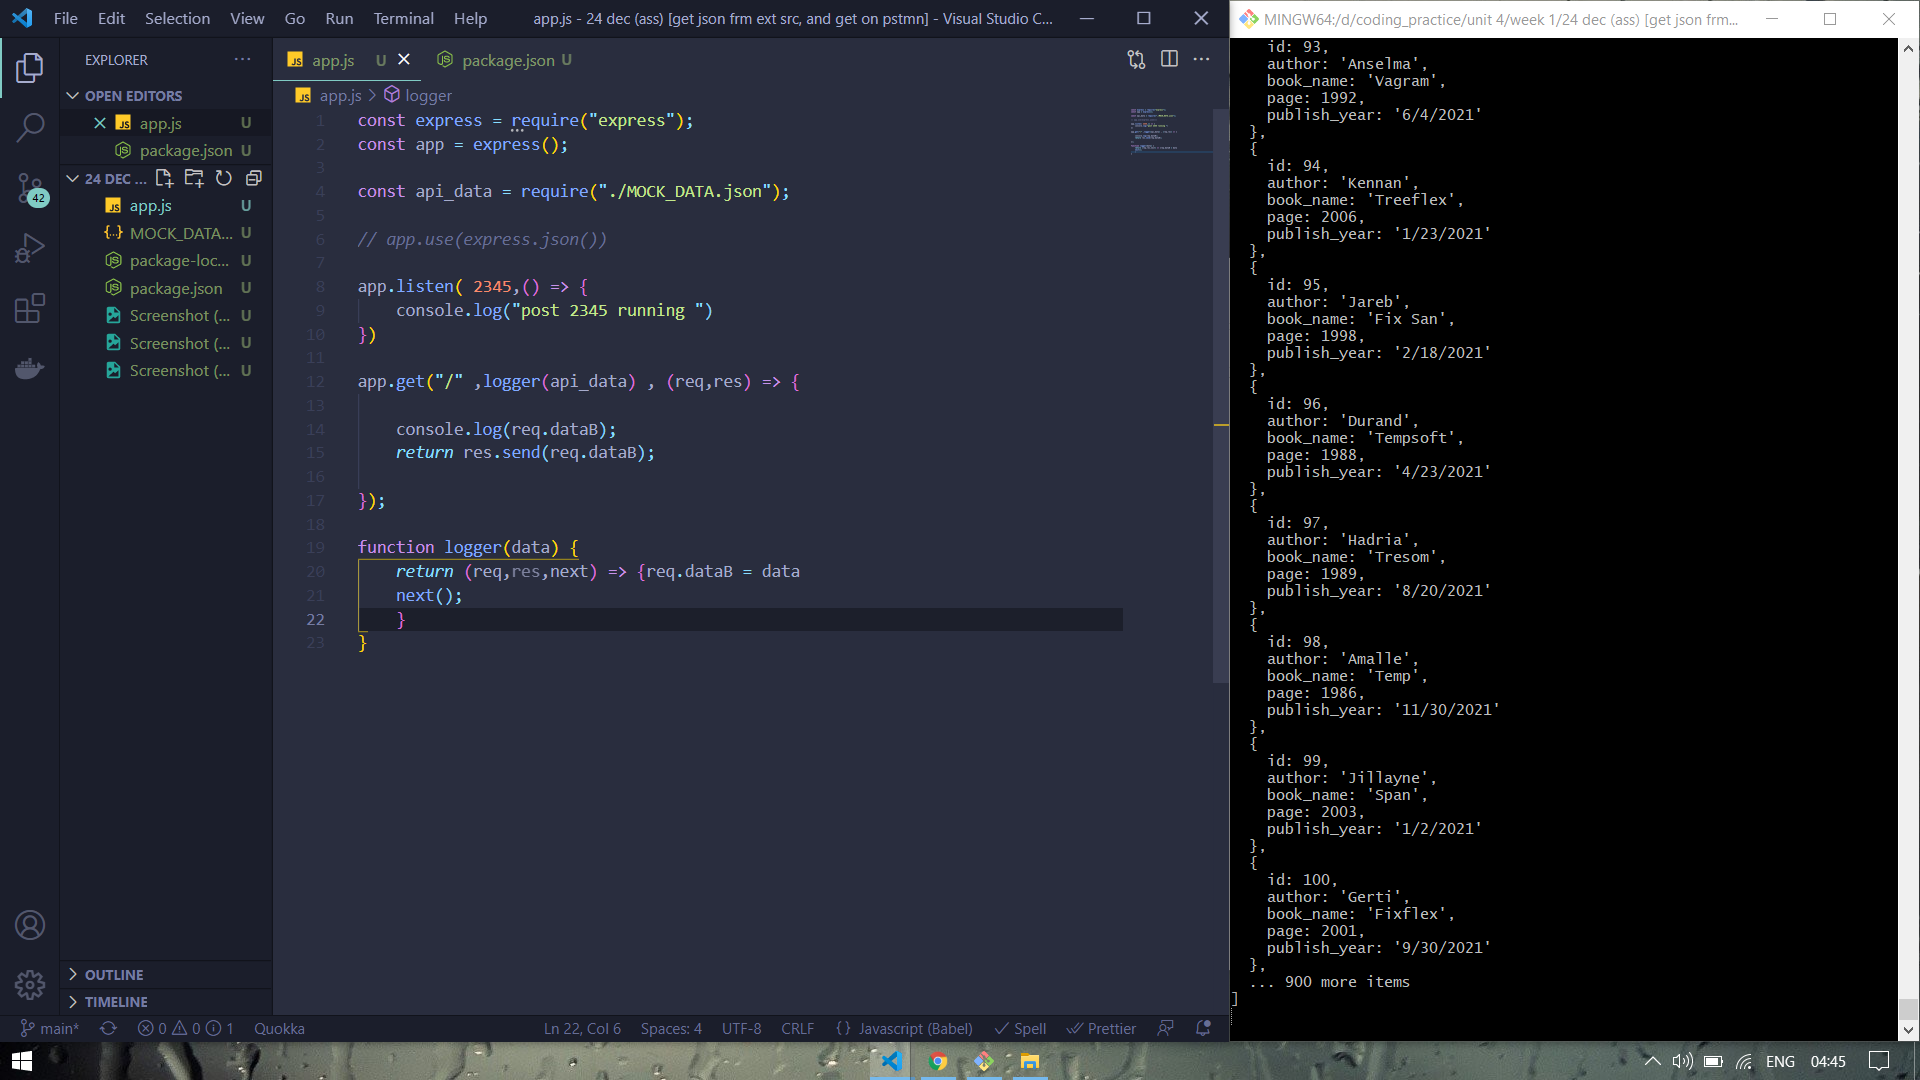 File Edit Selection View Go Run Terminal Help
app.js - 24 dec (ass) [get json frm ext src, and get on pstmn] - Visual Studio C...
EXPLORER
OPEN EDITORS
app.js U
package.json U
24 DEC ...
app.js U
MOCK_DATA... U
package-loc... U
package.json U
Screenshot (... U
Screenshot (... U
Screenshot (... U
OUTLINE
TIMELINE
42
app.js U
package.json U
app.js > logger
1 const express = require("express");
2 const app = express();
3
4 const api_data = require("./MOCK_DATA.json");
5
6 // app.use(express.json())
7
8 app.listen( 2345,() => {
9 console.log("post 2345 running ")
10 })
11
12 app.get("/" ,logger(api_data) , (req,res) => {
13
14 console.log(req.dataB);
15 return res.send(req.dataB);
16
17 });
18
19 function logger(data) {
20 return (req,res,next) => {req.dataB = data
21 next();
22 }
23 }
main* 0 0 1 Quokka
Ln 22, Col 6 Spaces: 4 UTF-8 CRLF {} Javascript (Babel) Spell Prettier
MINGW64:/d/coding_practice/unit 4/week 1/24 dec (ass) [get json frm...
id: 93,
author: 'Anselma',
book_name: 'Vagram',
page: 1992,
publish_year: '6/4/2021'
},
{
id: 94,
author: 'Kennan',
book_name: 'Treeflex',
page: 2006,
publish_year: '1/23/2021'
},
{
id: 95,
author: 'Jareb',
book_name: 'Fix San',
page: 1998,
publish_year: '2/18/2021'
},
{
id: 96,
author: 'Durand',
book_name: 'Tempsoft',
page: 1988,
publish_year: '4/23/2021'
},
{
id: 97,
author: 'Hadria',
book_name: 'Tresom',
page: 1989,
publish_year: '8/20/2021'
},
{
id: 98,
author: 'Amalle',
book_name: 'Temp',
page: 1986,
publish_year: '11/30/2021'
},
{
id: 99,
author: 'Jillayne',
book_name: 'Span',
page: 2003,
publish_year: '1/2/2021'
},
{
id: 100,
author: 'Gerti',
book_name: 'Fixflex',
page: 2001,
publish_year: '9/30/2021'
},
... 900 more items
]
ENG 04:45